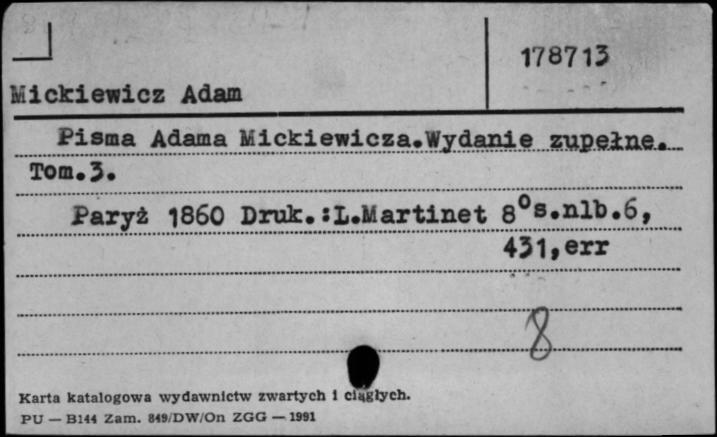 178713
Mickiewicz Adam
Pisma Adama Mickiewicza.Wydanie zupełne.
Tom.3.
Paryż 1860 Druk.:L.Martinet 8°s.nlb.6,
431,err
8
Karta katalogowa wydawnictw zwartych i ciągłych.
PU — B144 Zam. 849/DW/On ZGG — 1991